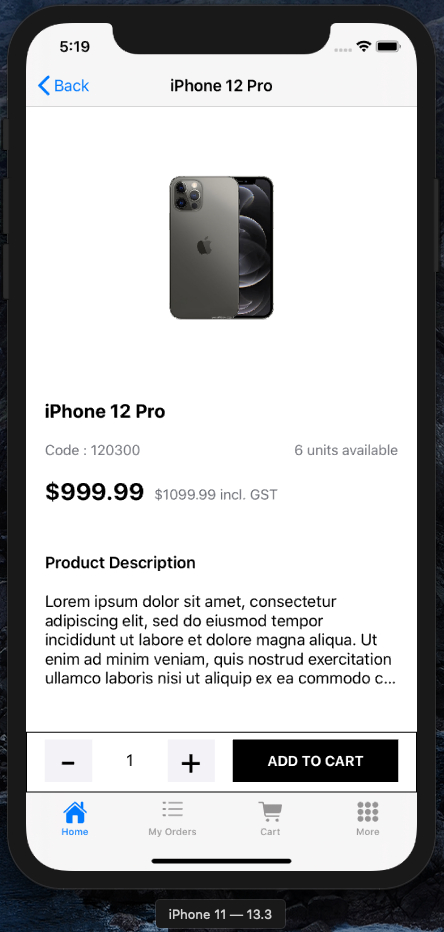 5:19
Back
iPhone 12 Pro
iPhone 12 Pro
Code : 120300
6 units available
$999.99 $1099.99 incl. GST
Product Description
Lorem ipsum dolor sit amet, consectetur
adipiscing elit, sed do eiusmod tempor
incididunt ut labore et dolore magna aliqua. Ut
enim ad minim veniam, quis nostrud exercitation
ullamco laboris nisi ut aliquip ex ea commodo c...
- 1 + ADD TO CART
Home My Orders Cart More
iPhone 11 — 13.3